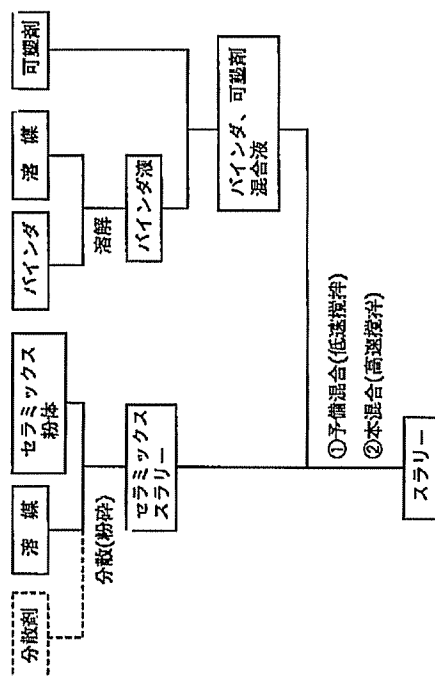 分散剤
溶　媒
セラミックス
粉体
バインダ
溶　媒
可塑剤
分散(粉砕)
溶解
セラミックス
スラリー
バインダ液
バインダ、可塑剤
混合液
①予備混合(低速撹拌)
②本混合(高速撹拌)
スラリー